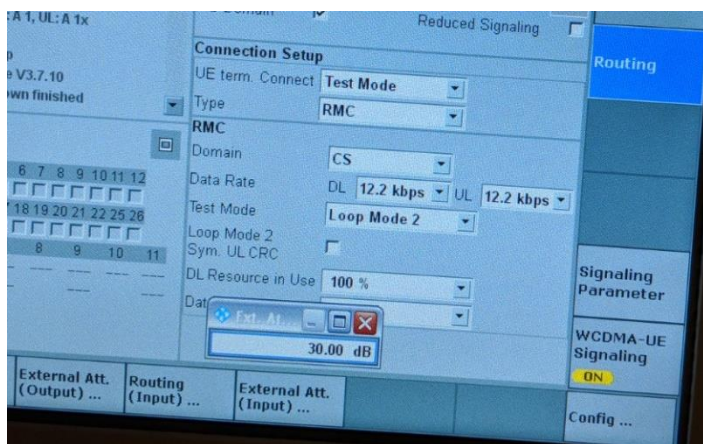 : A 1, UL: A 1x
Reduced Signaling
Connection Setup
UE term. Connect Test Mode
Type RMC
RMC
Domain CS
Data Rate DL 12.2 kbps UL 12.2 kbps
Test Mode Loop Mode 2
Loop Mode 2
Sym. UL CRC
DL Resource in Use 100 %
Dat
V3.7.10
wn finished
6 7 8 9 10 11 12
18 19 20 21 22 25 26
8 9 10 11
--- --- --- ---
--- ---
Ext. At...
30.00 dB
Routing
Signaling
Parameter
WCDMA-UE
Signaling
ON
Config ...
External Att.
(Output) ...
Routing
(Input) ...
External Att.
(Input) ...